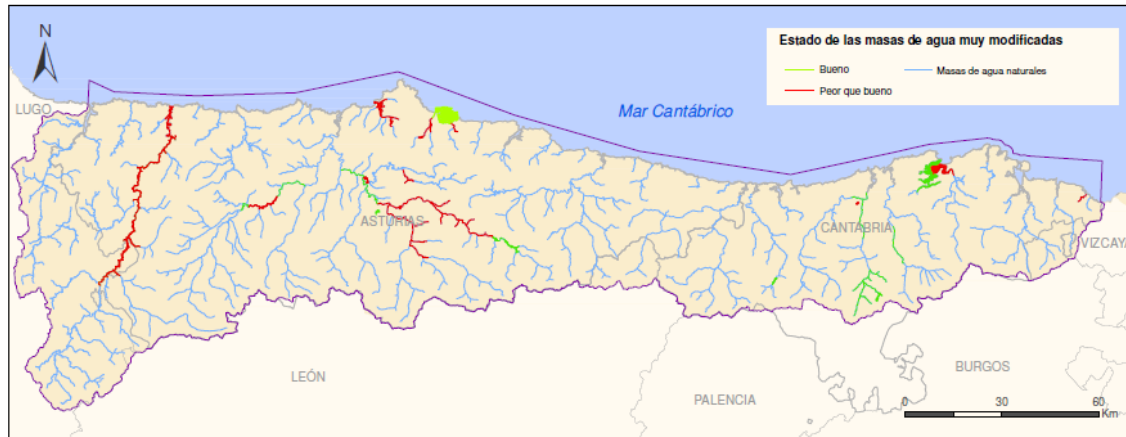 N
Estado de las masas de agua muy modificadas
Bueno
Masas de agua naturales
Peor que bueno
LUGO
Mar Cantábrico
ASTURIAS
CANTABRIA
VIZCAYA
LEÓN
PALENCIA
BURGOS
0 30 60
Km